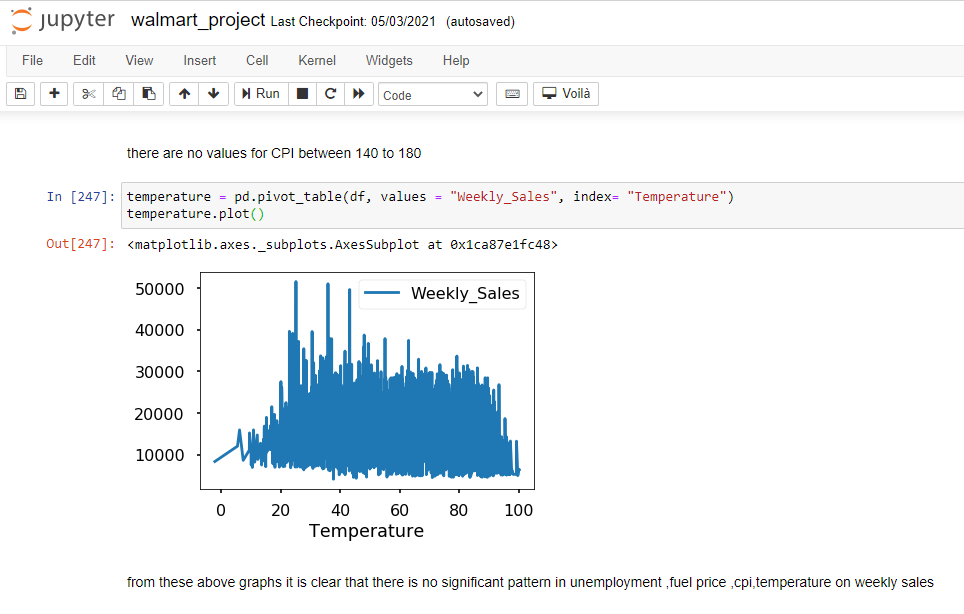 jupyter walmart_project Last Checkpoint: 05/03/2021 (autosaved)
File Edit View Insert Cell Kernel Widgets Help
Run Code Voilà
there are no values for CPI between 140 to 180
In [247]: temperature = pd.pivot_table(df, values = "Weekly_Sales", index= "Temperature")
temperature.plot()
Out[247]: <matplotlib.axes._subplots.AxesSubplot at 0x1ca87e1fc48>
Weekly_Sales
50000
40000
30000
20000
10000
0 20 40 60 80 100
Temperature
from these above graphs it is clear that there is no significant pattern in unemployment ,fuel price ,cpi,temperature on weekly sales